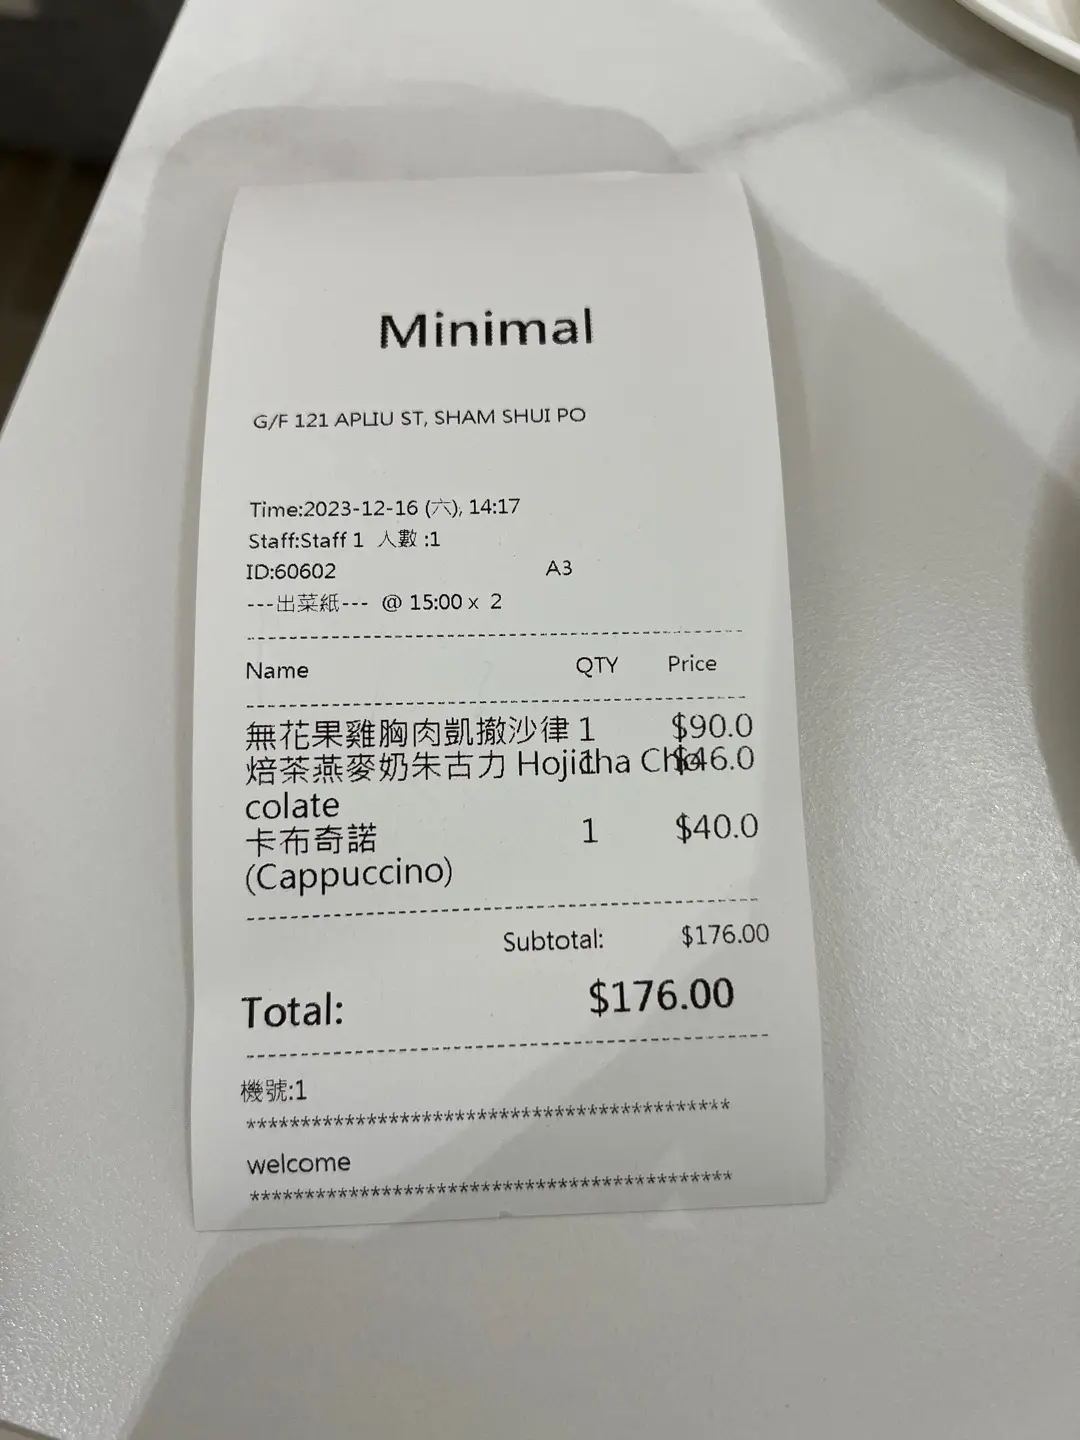 Minimal
G/F 121 APLIU ST, SHAM SHUI PO
Time:2023-12-16 (六), 14:17
Staff:Staff 1 人數 :1
ID:60602 A3
---出菜紙--- @ 15:00 x 2
Name QTY Price
無花果雞胸肉凱撤沙律 1 $90.0
焙茶燕麥奶朱古力 Hojicha Cho 1 $46.0
colate
卡布奇諾 1 $40.0
(Cappuccino)
Subtotal: $176.00
Total: $176.00
機號:1
********************************************
welcome
********************************************